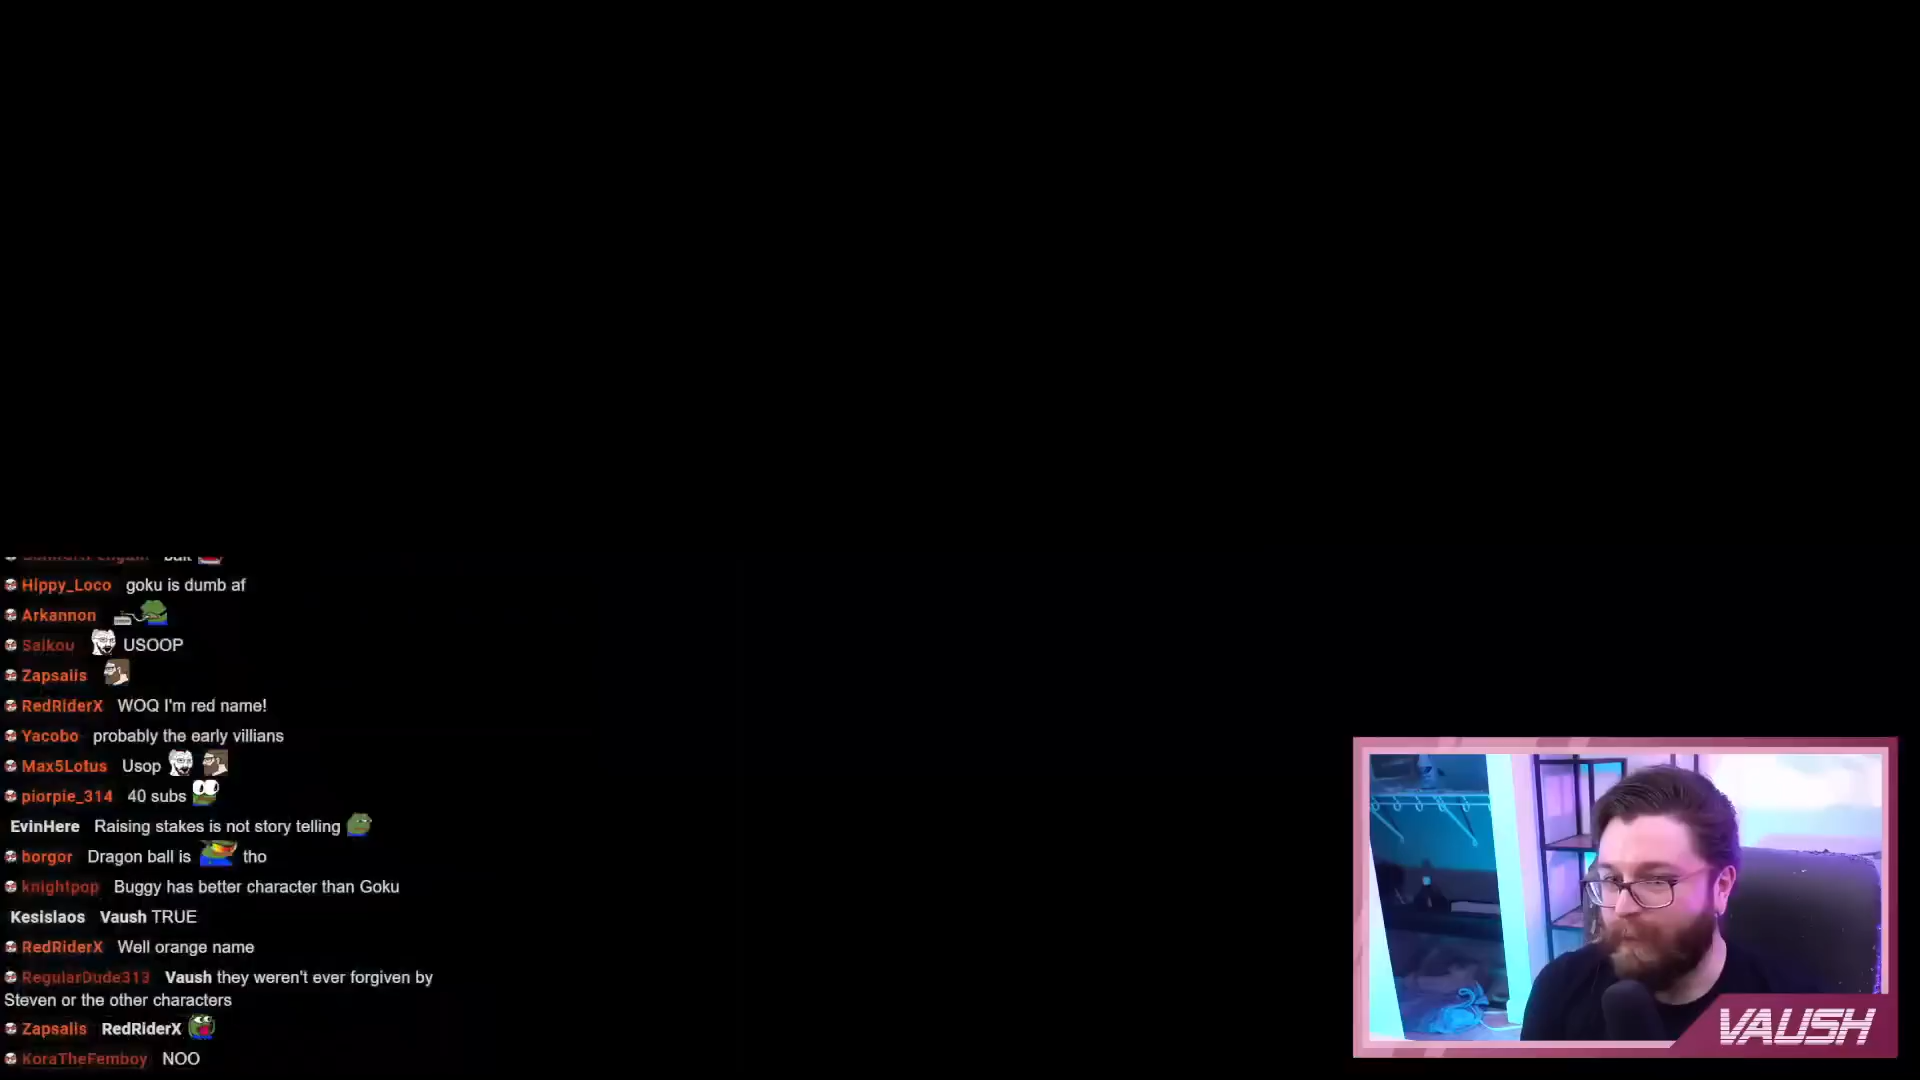 Hippy_Loco goku is dumb af
Arkannon
Saikou USOOP
Zapsalis
RedRiderX WOQ I'm red name!
Yacobo probably the early villians
Max5Lotus Usop
piorpie_314 40 subs
EvinHere Raising stakes is not story telling
borgor Dragon ball is tho
knightpop Buggy has better character than Goku
Kesislaos Vaush TRUE
RedRiderX Well orange name
RegularDude313 Vaush they weren't ever forgiven by
Steven or the other characters
Zapsalis RedRiderX
KoraTheFemboy NOO
VAUSH